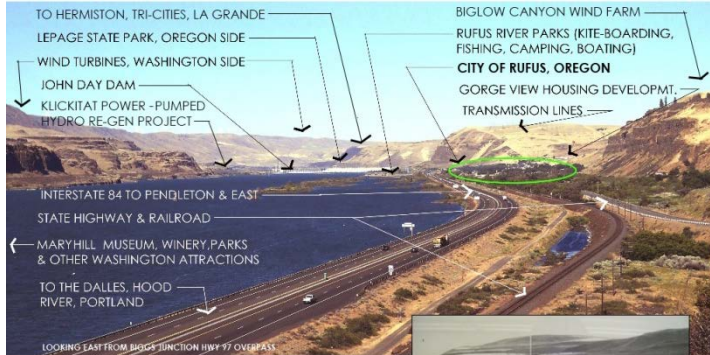 TO HERMISTON, TRI-CITIES, LA GRANDE
LEPAGE STATE PARK, OREGON SIDE
WIND TURBINES, WASHINGTON SIDE
JOHN DAY DAM
KLICKITAT POWER -PUMPED
HYDRO RE-GEN PROJECT
BIGLOW CANYON WIND FARM
RUFUS RIVER PARKS (KITE-BOARDING,
FISHING, CAMPING, BOATING)
CITY OF RUFUS, OREGON
GORGE VIEW HOUSING DEVELOPMT.
TRANSMISSION LINES
INTERSTATE 84 TO PENDLETON & EAST
STATE HIGHWAY & RAILROAD
MARYHILL MUSEUM, WINERY,PARKS
& OTHER WASHINGTON ATTRACTIONS
TO THE DALLES, HOOD
RIVER, PORTLAND
LOOKING EAST FROM BIGGS JUNCTION HWY 97 OVERPASS